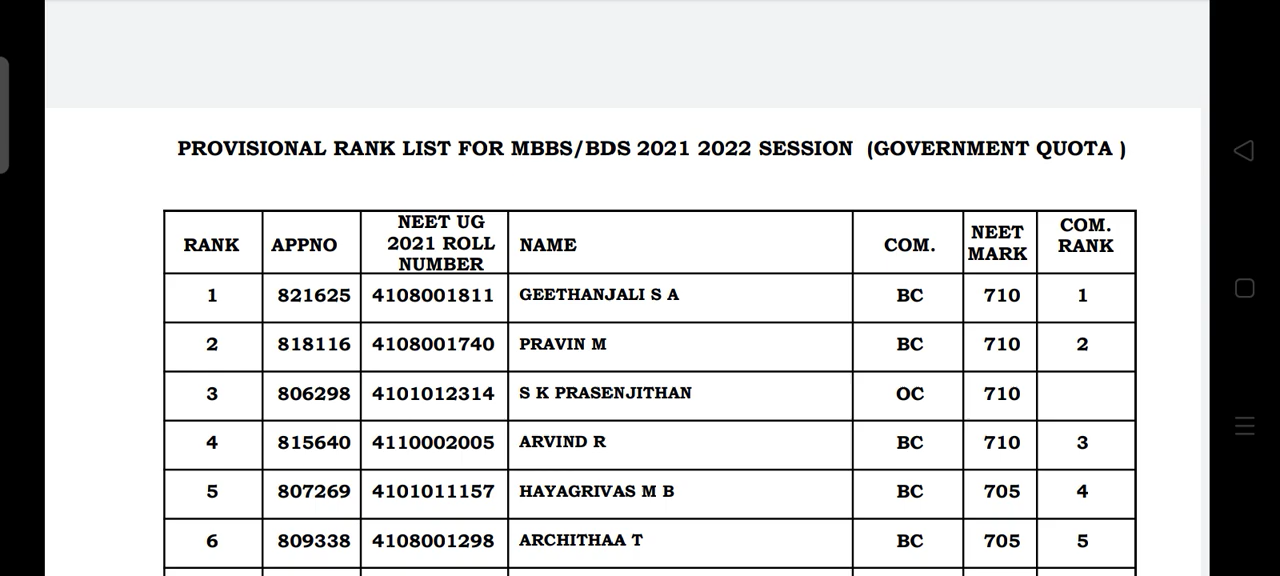 PROVISIONAL RANK LIST FOR MBBS/BDS 2021 2022 SESSION (GOVERNMENT QUOTA )
RANK APPNO NEET UG 2021 ROLL NUMBER NAME COM. NEET MARK COM. RANK
1 821625 4108001811 GEETHANJALI S A BC 710 1
2 818116 4108001740 PRAVIN M BC 710 2
3 806298 4101012314 S K PRASENJITHAN OC 710
4 815640 4110002005 ARVIND R BC 710 3
5 807269 4101011157 HAYAGRIVAS M B BC 705 4
6 809338 4108001298 ARCHITHAA T BC 705 5